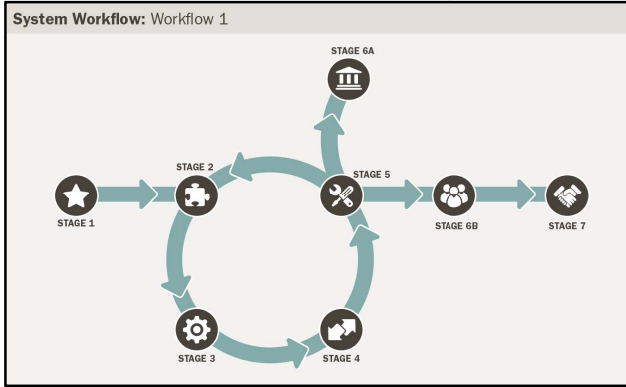 System Workflow: Workflow 1
STAGE 6A
STAGE 2
STAGE 5
STAGE 1
STAGE 6B
STAGE 7
STAGE 3
STAGE 4